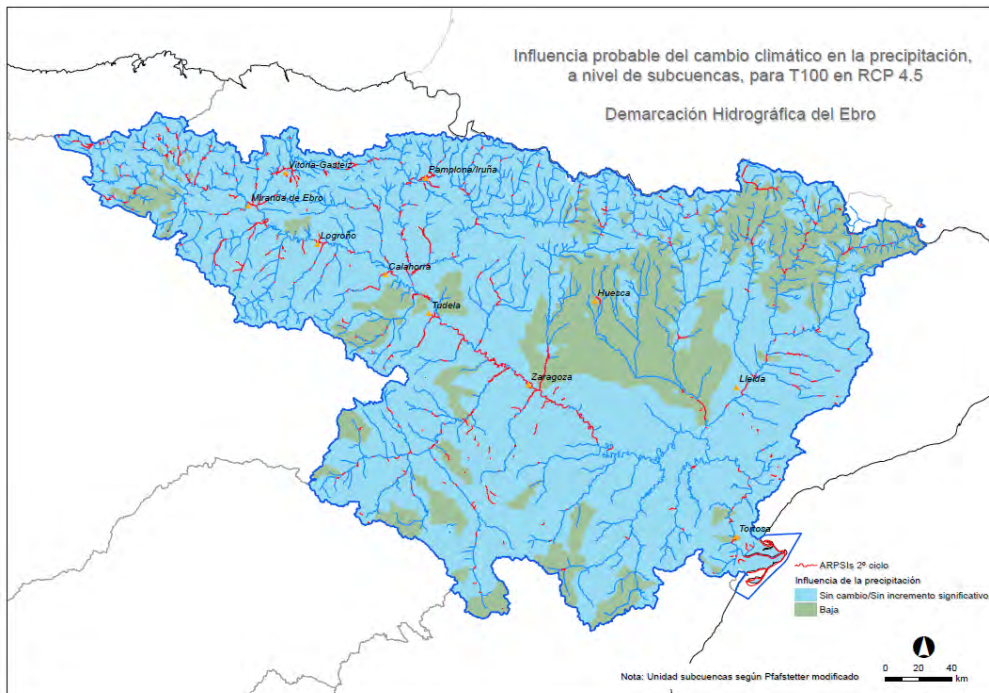 Influencia probable del cambio climático en la precipitación,
a nivel de subcuencas, para T100 en RCP 4.5
Demarcación Hidrográfica del Ebro
Vitoria-Gasteiz
Pamplona/Iruña
Miranda de Ebro
Logroño
Calahorra
Tudela
Huesca
Zaragoza
Lleida
Tortosa
ARPSIs 2º ciclo
Influencia de la precipitación
Sin cambio/Sin incremento significativo
Baja
Nota: Unidad subcuencas según Pfafstetter modificado
0 20 40
km